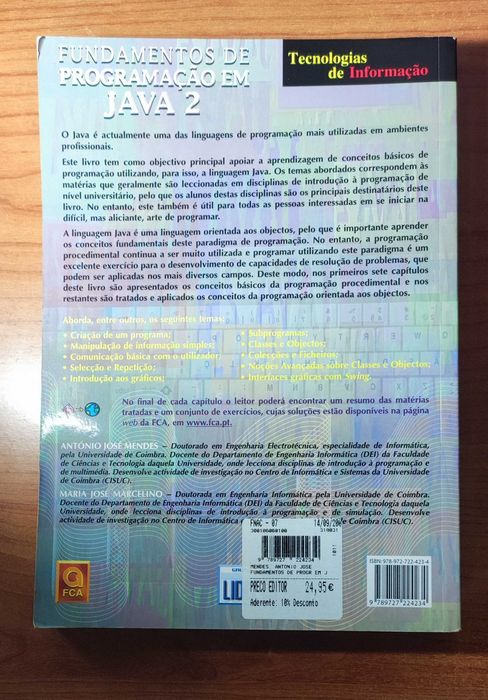 FUNDAMENTOS DE
PROGRAMAÇÃO EM
JAVA 2
Tecnologias
de Informação
O Java é actualmente uma das linguagens de programação mais utilizadas em ambientes
profissionais.
Este livro tem como objectivo principal apoiar a aprendizagem de conceitos básicos de
programação utilizando, para isso, a linguagem Java. Os temas abordados correspondem às
matérias que geralmente são leccionadas em disciplinas de introdução à programação de
nível universitário, pelo que os alunos destas disciplinas são os principais destinatários deste
livro. No entanto, este também é útil para todas as pessoas interessadas em se iniciar na
difícil, mas aliciante, arte de programar.
A linguagem Java é uma linguagem orientada aos objectos, pelo que é importante aprender
os conceitos fundamentais deste paradigma de programação. No entanto, a programação
procedimental continua a ser muito utilizada e programar utilizando este paradigma é um
excelente exercício para o desenvolvimento de capacidades de resolução de problemas, que
podem ser aplicadas nos mais diversos campos. Deste modo, nos primeiros sete capítulos
deste livro são apresentados os conceitos básicos da programação procedimental e nos
restantes são tratados e aplicados os conceitos da programação orientada aos objectos.
Aborda, entre outros, os seguintes temas:
• Criação de um programa;
• Manipulação de informação simples;
• Comunicação básica com o utilizador;
• Selecção e Repetição;
• Introdução aos gráficos;
• Subprogramas;
• Classes e Objectos;
• Colecções e Ficheiros;
• Noções Avançadas sobre Classes e Objectos;
• Interfaces gráficas com Swing.
No final de cada capítulo o leitor poderá encontrar um resumo das matérias
tratadas e um conjunto de exercícios, cujas soluções estão disponíveis na página
web da FCA, em www.fca.pt.
ANTÓNIO JOSÉ MENDES – Doutorado em Engenharia Electrotécnica, especialidade de Informática,
pela Universidade de Coimbra. Docente do Departamento de Engenharia Informática (DEI) da Faculdade
de Ciências e Tecnologia daquela Universidade, onde lecciona disciplinas de introdução à programação e
de multimédia. Desenvolve actividade de investigação no Centro de Informática e Sistemas da Universidade
de Coimbra (CISUC).
MARIA JOSÉ MARCELINO – Doutorada em Engenharia Informática pela Universidade de Coimbra.
Docente do Departamento de Engenharia Informática (DEI) da Faculdade de Ciências e Tecnologia daquela
Universidade, onde lecciona disciplinas de introdução à programação e de simulação. Desenvolve
actividade de investigação no Centro de Informática e de Coimbra (CISUC).
FCA
LID
FNAC - 07 14/09/200
300106060100 310831
9 789727 224234
MENDES ANTONIO JOSE
FUNDAMENTOS DE PROGR EM J
PREÇO EDITOR 24,95 €
Aderente: 10% Desconto
ISBN 978-972-722-423-4
9 789727 224234